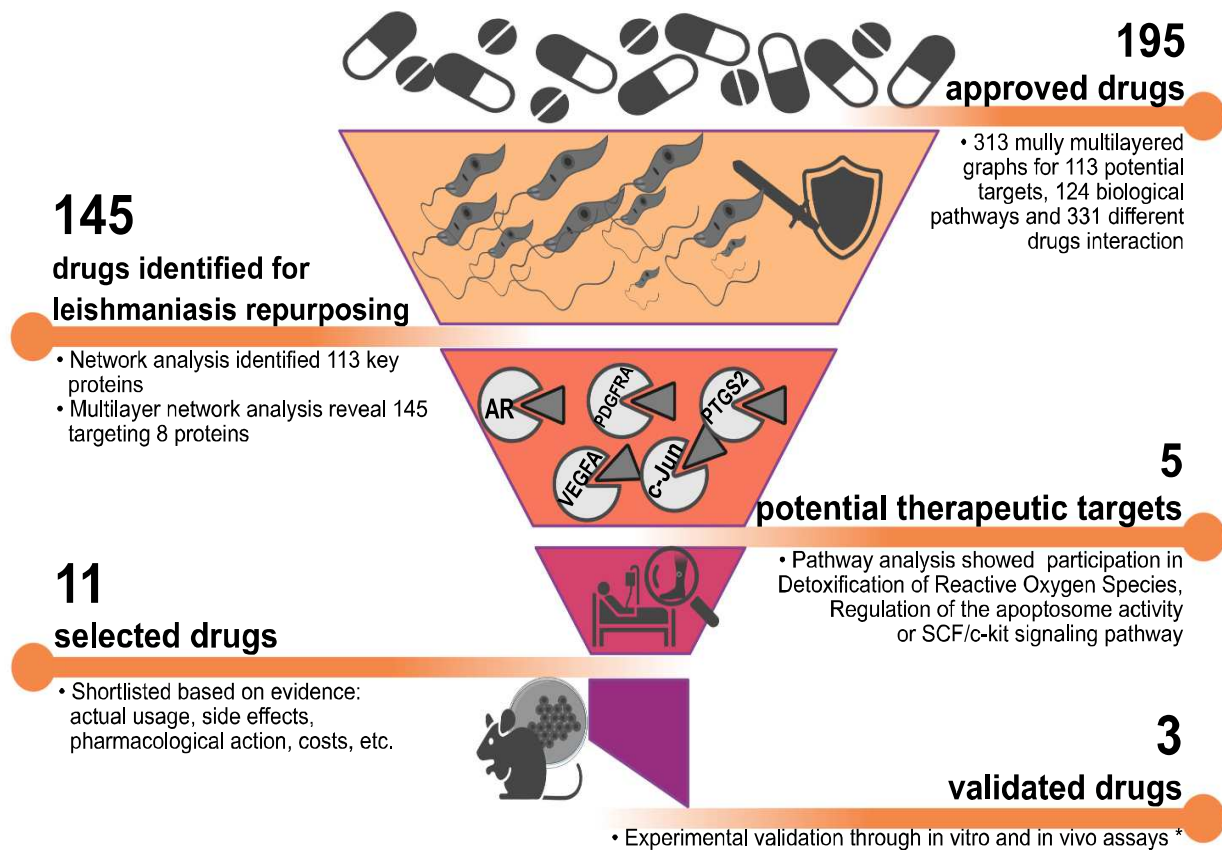 195
approved drugs
• 313 mully multilayered
graphs for 113 potential
targets, 124 biological
pathways and 331 different
drugs interaction
145
drugs identified for
leishmaniasis repurposing
• Network analysis identified 113 key
proteins
• Multilayer network analysis reveal 145
targeting 8 proteins
AR
PDGFRA
PTGS2
VEGFA
c-Jun
5
potential therapeutic targets
• Pathway analysis showed participation in
Detoxification of Reactive Oxygen Species,
Regulation of the apoptosome activity
or SCF/c-kit signaling pathway
11
selected drugs
• Shortlisted based on evidence:
actual usage, side effects,
pharmacological action, costs, etc.
3
validated drugs
• Experimental validation through in vitro and in vivo assays *